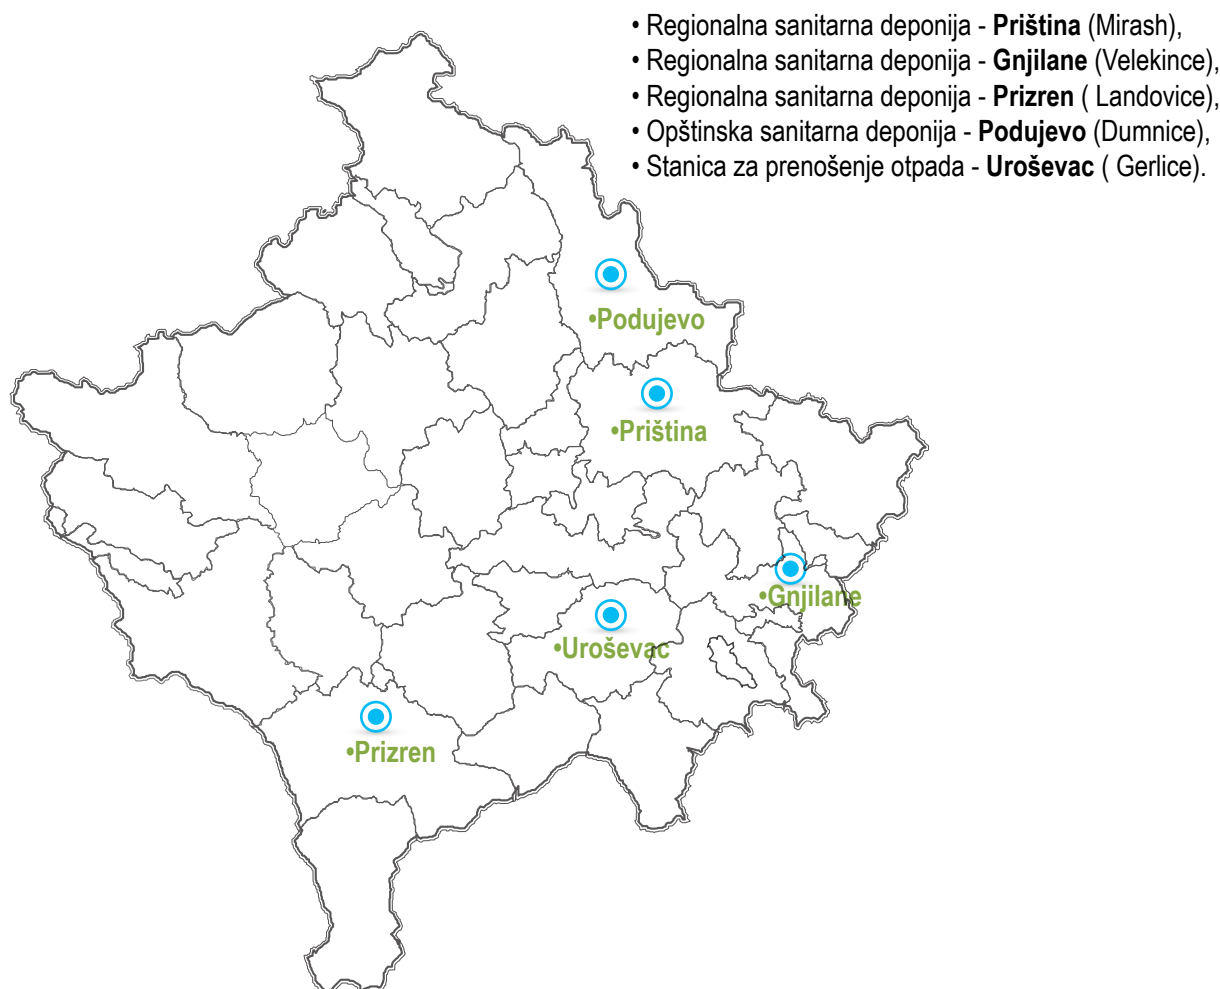 • Regionalna sanitarna deponija - Priština (Mirash),
• Regionalna sanitarna deponija - Gnjilane (Velekince),
• Regionalna sanitarna deponija - Prizren ( Landovice),
• Opštinska sanitarna deponija - Podujevo (Dumnice),
• Stanica za prenošenje otpada - Uroševac ( Gerlice).
•Podujevo
•Priština
•Gnjilane
•Uroševac
•Prizren